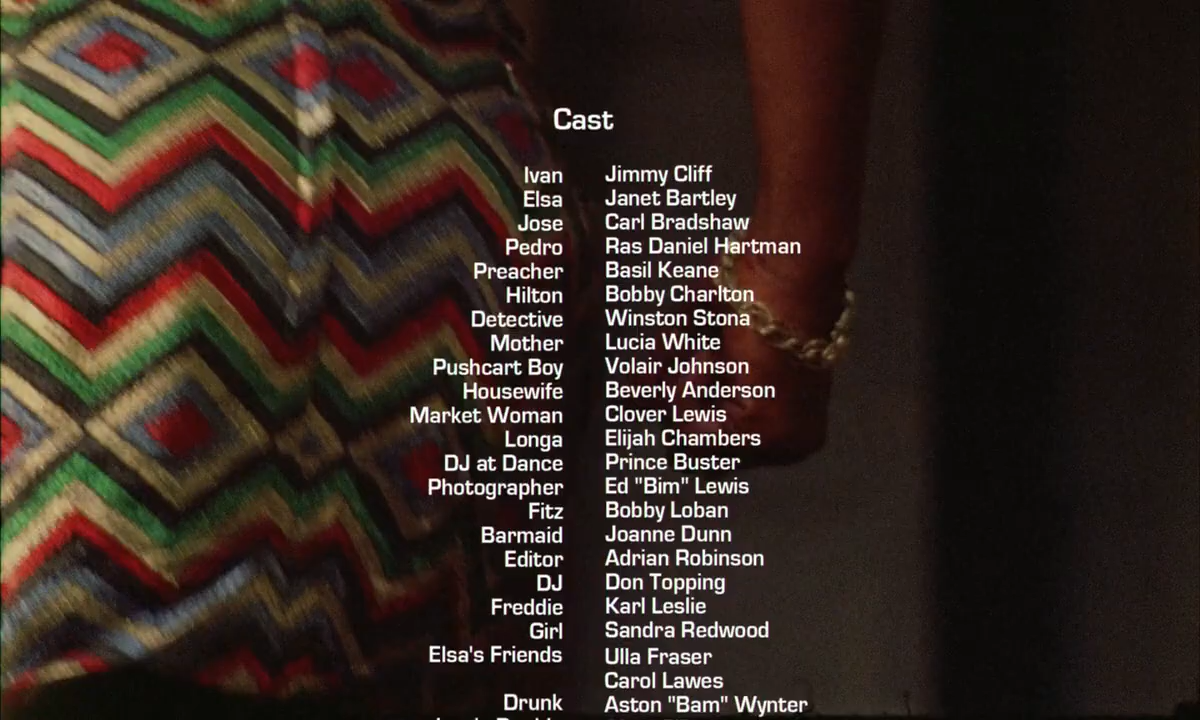 Cast
Ivan Jimmy Cliff
Elsa Janet Bartley
Jose Carl Bradshaw
Pedro Ras Daniel Hartman
Preacher Basil Keane
Hilton Bobby Charlton
Detective Winston Stona
Mother Lucia White
Pushcart Boy Volair Johnson
Housewife Beverly Anderson
Market Woman Clover Lewis
Longa Elijah Chambers
DJ at Dance Prince Buster
Photographer Ed "Bim" Lewis
Fitz Bobby Loban
Barmaid Joanne Dunn
Editor Adrian Robinson
DJ Don Topping
Freddie Karl Leslie
Girl Sandra Redwood
Elsa's Friends Ulla Fraser
Carol Lawes
Drunk Aston "Bam" Wynter